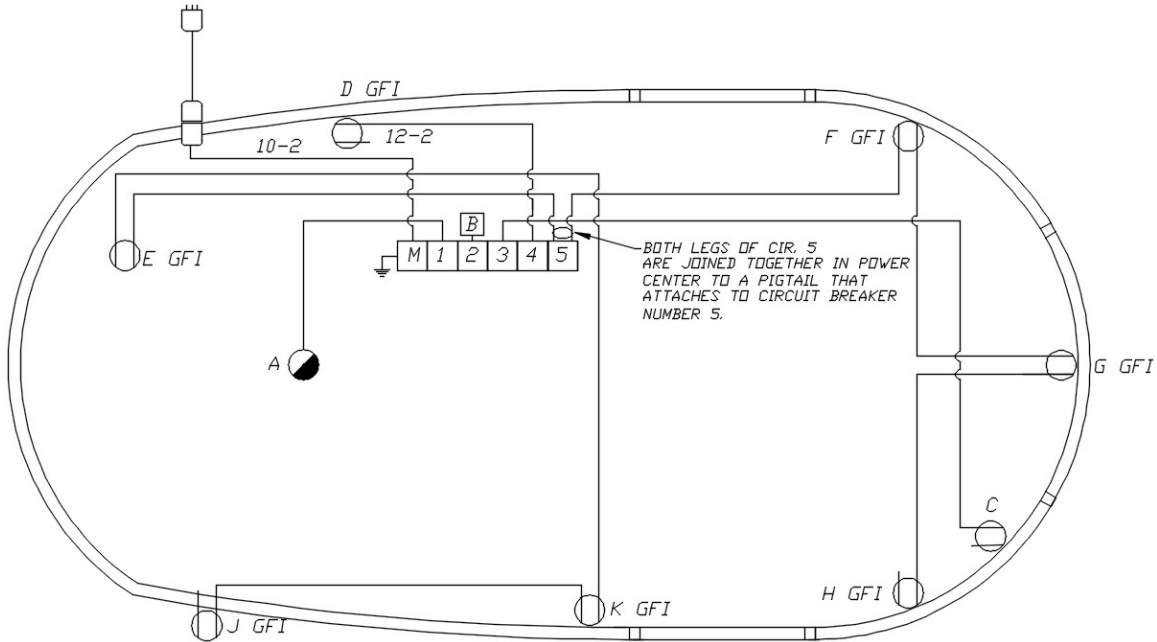 D GFI
10-2
12-2
F GFI
B
E GFI
M 1 2 3 4 5
BOTH LEGS OF CIR. 5
ARE JOINED TOGETHER IN POWER
CENTER TO A PIGTAIL THAT
ATTACHES TO CIRCUIT BREAKER
NUMBER 5.
A
G GFI
C
H GFI
K GFI
J GFI